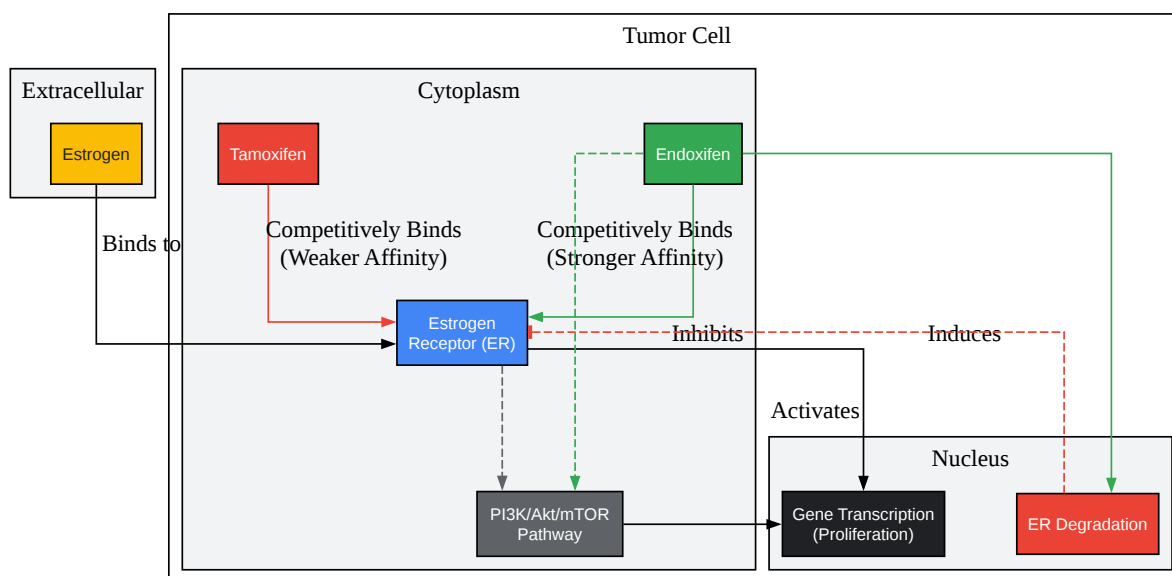 Tumor Cell
Extracellular
Cytoplasm
Estrogen
Tamoxifen
Endoxifen
Binds to
Competitively Binds
(Weaker Affinity)
Competitively Binds
(Stronger Affinity)
Estrogen
Receptor (ER)
Inhibits
Induces
Activates
Nucleus
PI3K/Akt/mTOR
Pathway
Gene Transcription
(Proliferation)
ER Degradation